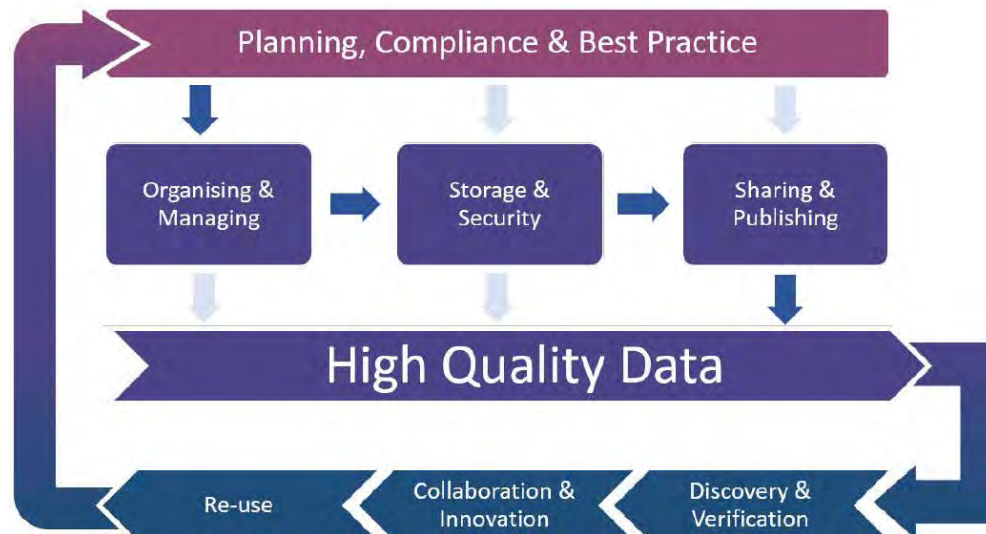 Planning, Compliance & Best Practice
Organising &
Managing
Storage &
Security
Sharing &
Publishing
High Quality Data
Re-use
Collaboration &
Innovation
Discovery &
Verification